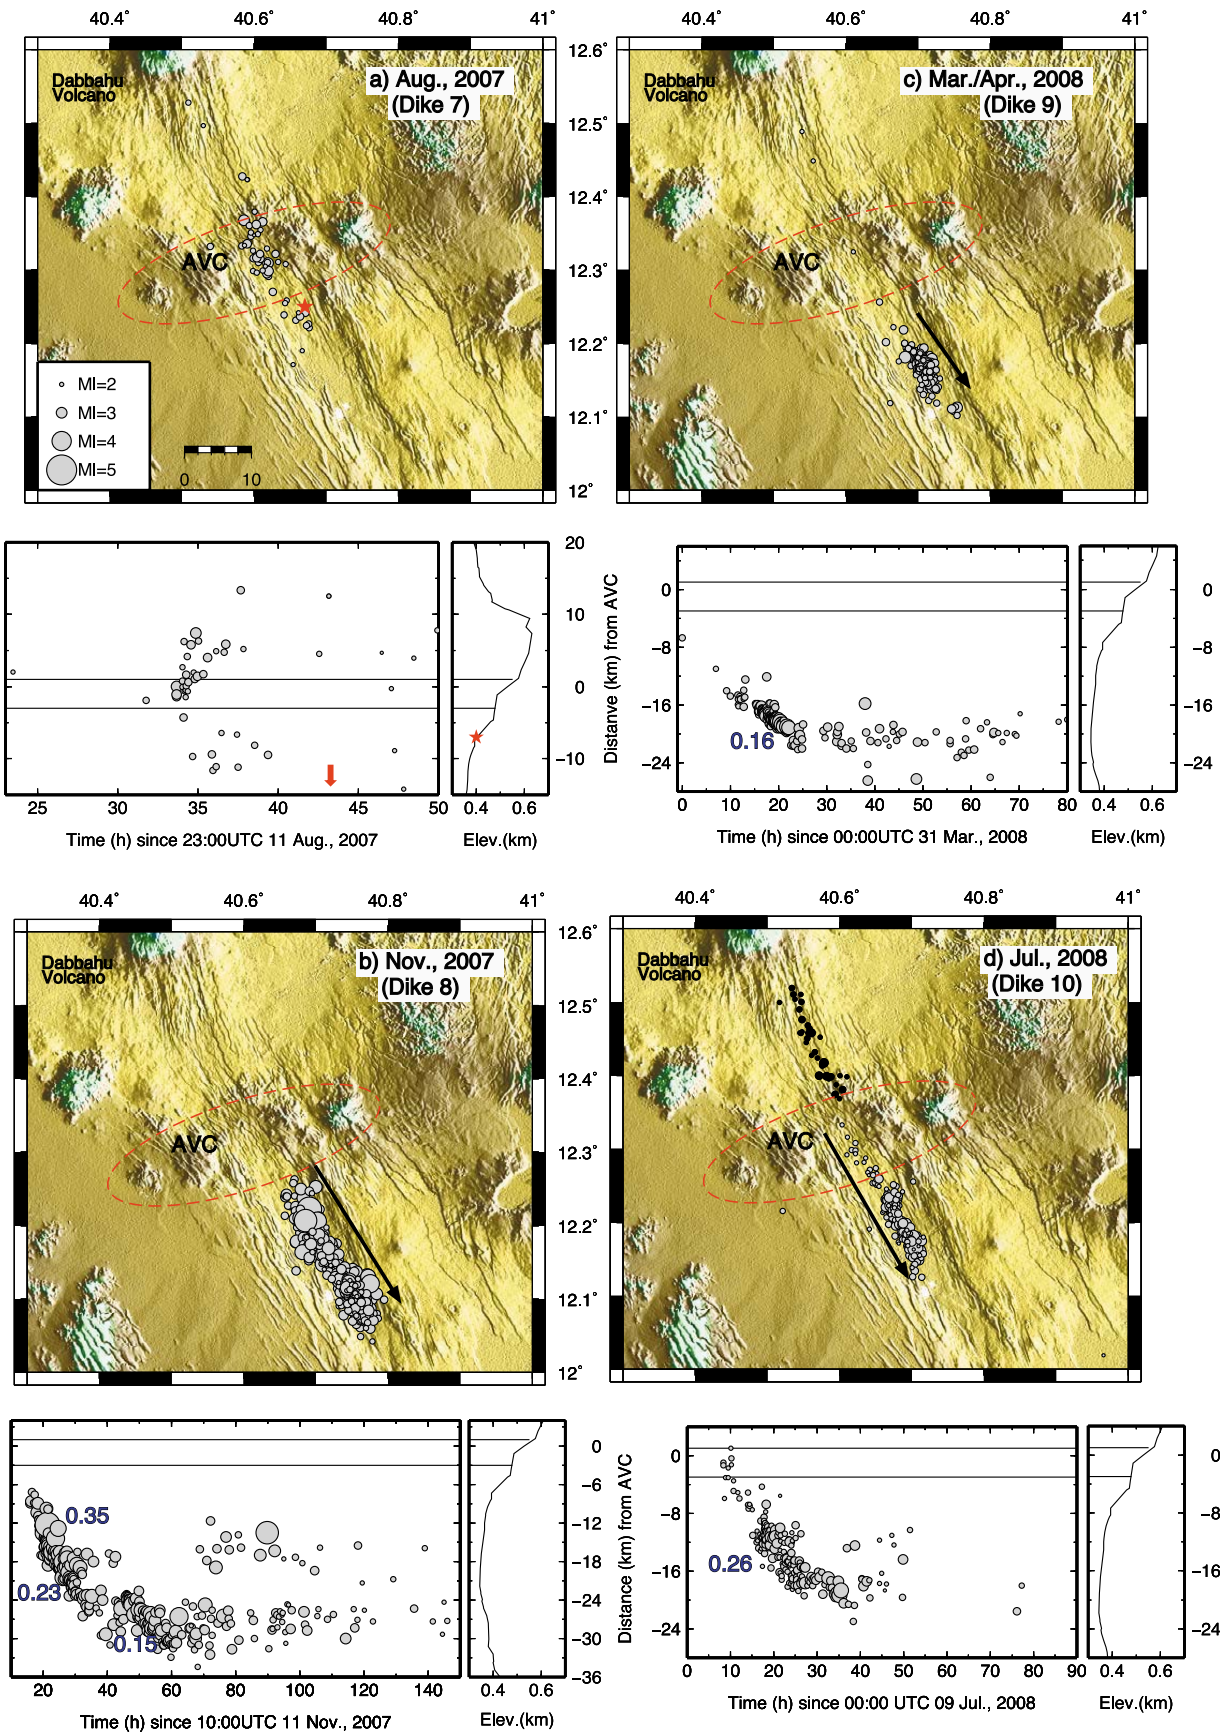 40.4° 40.6° 40.8° 41°
Dabbahu
Volcano
a) Aug., 2007
(Dike 7)
AVC
Ml=2
Ml=3
Ml=4
Ml=5
0 10
12.6°
12.5°
12.4°
12.3°
12.2°
12.1°
12°
40.4° 40.6° 40.8° 41°
Dabbahu
Volcano
c) Mar./Apr., 2008
(Dike 9)
AVC
20
10
0
−10
25 30 35 40 45 50
Time (h) since 23:00UTC 11 Aug., 2007
0.4 0.6
Elev.(km)
Distanve (km) from AVC
0
−8
−16
−24
0.16
0 10 20 30 40 50 60 70 80
Time (h) since 00:00UTC 31 Mar., 2008
0
−8
−16
−24
0.4 0.6
Elev.(km)
40.4° 40.6° 40.8° 41°
Dabbahu
Volcano
b) Nov., 2007
(Dike 8)
AVC
12.6°
12.5°
12.4°
12.3°
12.2°
12.1°
12°
40.4° 40.6° 40.8° 41°
Dabbahu
Volcano
d) Jul., 2008
(Dike 10)
AVC
0.35
0.23
0.15
20 40 60 80 100 120 140
Time (h) since 10:00UTC 11 Nov., 2007
0
−6
−12
−18
−24
−30
−36
0.4 0.6
Elev.(km)
Distance (km) from AVC
0
−8
−16
−24
0.26
0 10 20 30 40 50 60 70 80 90
Time (h) since 00:00 UTC 09 Jul., 2008
0
−8
−16
−24
0.4 0.6
Elev.(km)